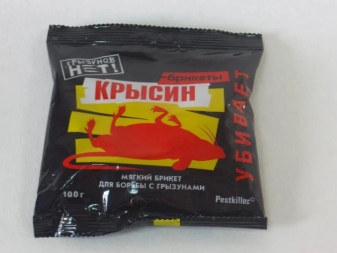 ГРЫЗУНОВ
НЕТ!
брикеты
КРЫСИН
УБИВАЕТ
МЯГКИЙ БРИКЕТ
ДЛЯ БОРЬБЫ С ГРЫЗУНАМИ
100 г
Pestkiller©